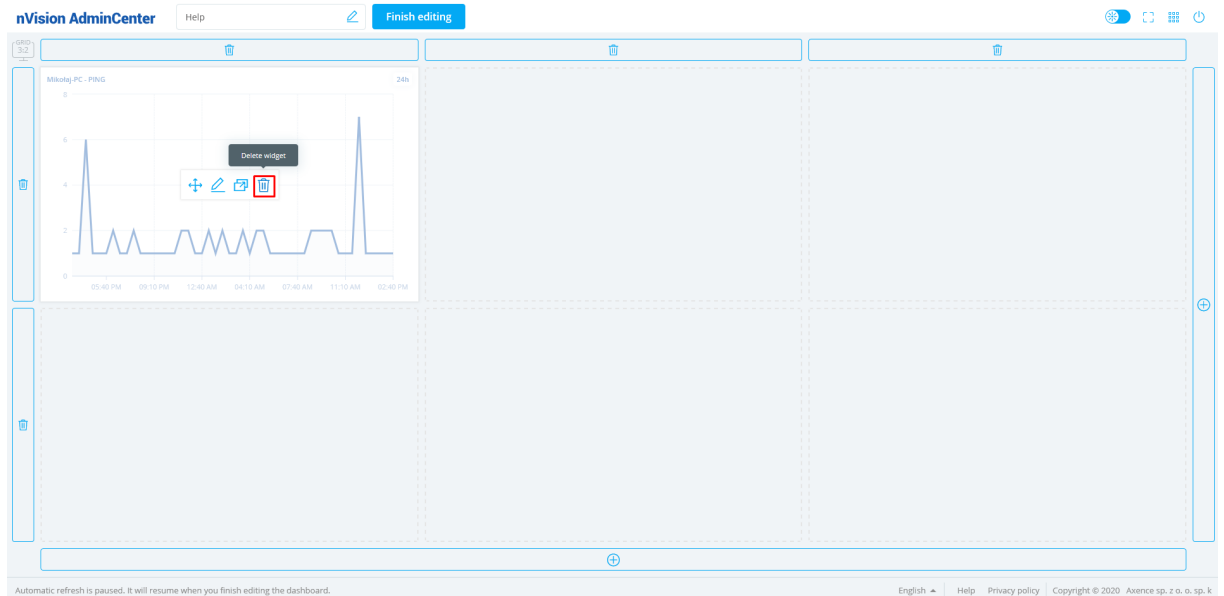 nVision AdminCenter
Help
Finish editing
GRID
3:2
Mikołaj-PC - PING
24h
8
6
Delete widget
4
2
0
05:40 PM 09:10 PM 12:40 AM 04:10 AM 07:40 AM 11:10 AM 02:40 PM
Automatic refresh is paused. It will resume when you finish editing the dashboard.
English Help Privacy policy Copyright © 2020 Axence sp. z o. o. sp. k